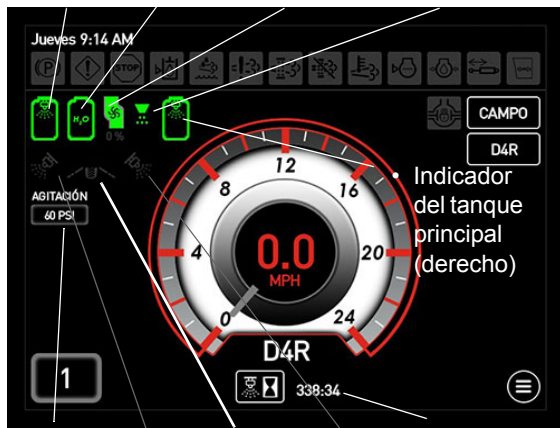 Jueves 9:14 AM
(P)
STOP
H₂O
0 %
CAMPO
D4R
AGITACIÓN
60 PSI
12
8
16
4
20
0
24
0.0
MPH
D4R
• Indicador
del tanque
principal
(derecho)
1
338:34